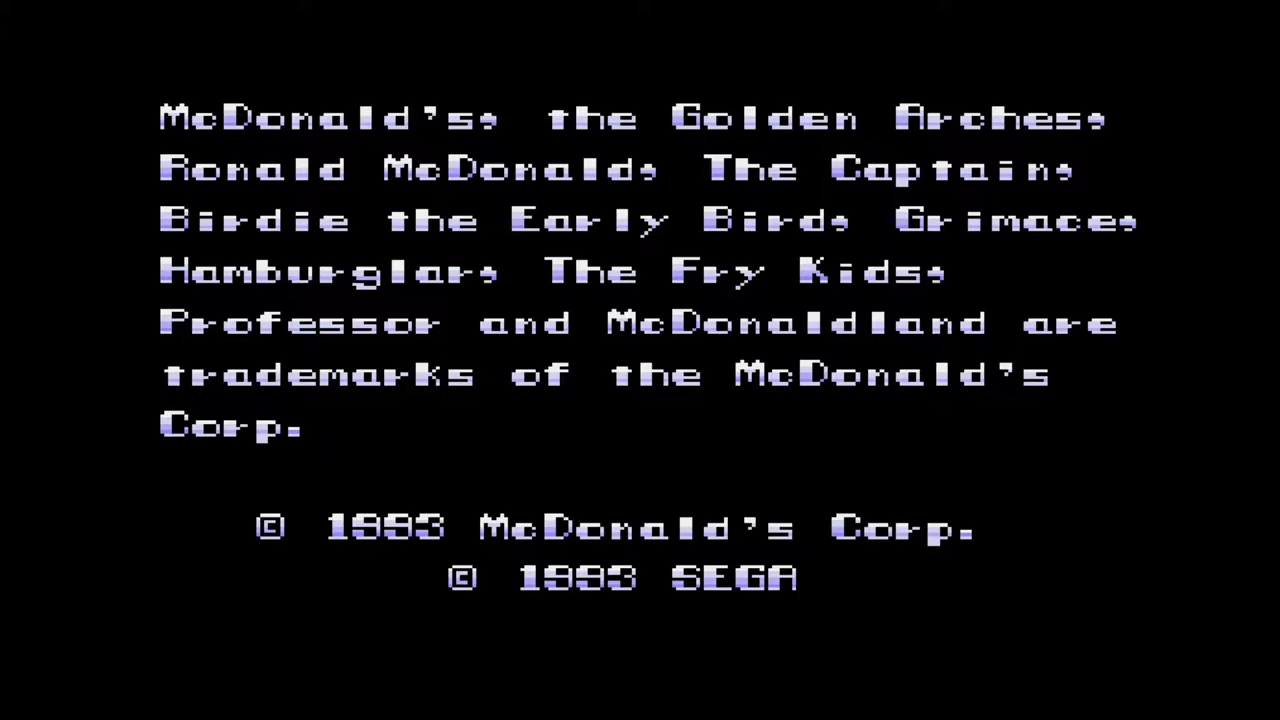 McDonald's, the Golden Arches,
Ronald McDonald, The Captain,
Birdie the Early Bird, Grimace,
Hamburglar, The Fry Kids,
Professor and McDonaldland are
trademarks of the McDonald's
Corp.
© 1993 McDonald's Corp.
© 1993 SEGA